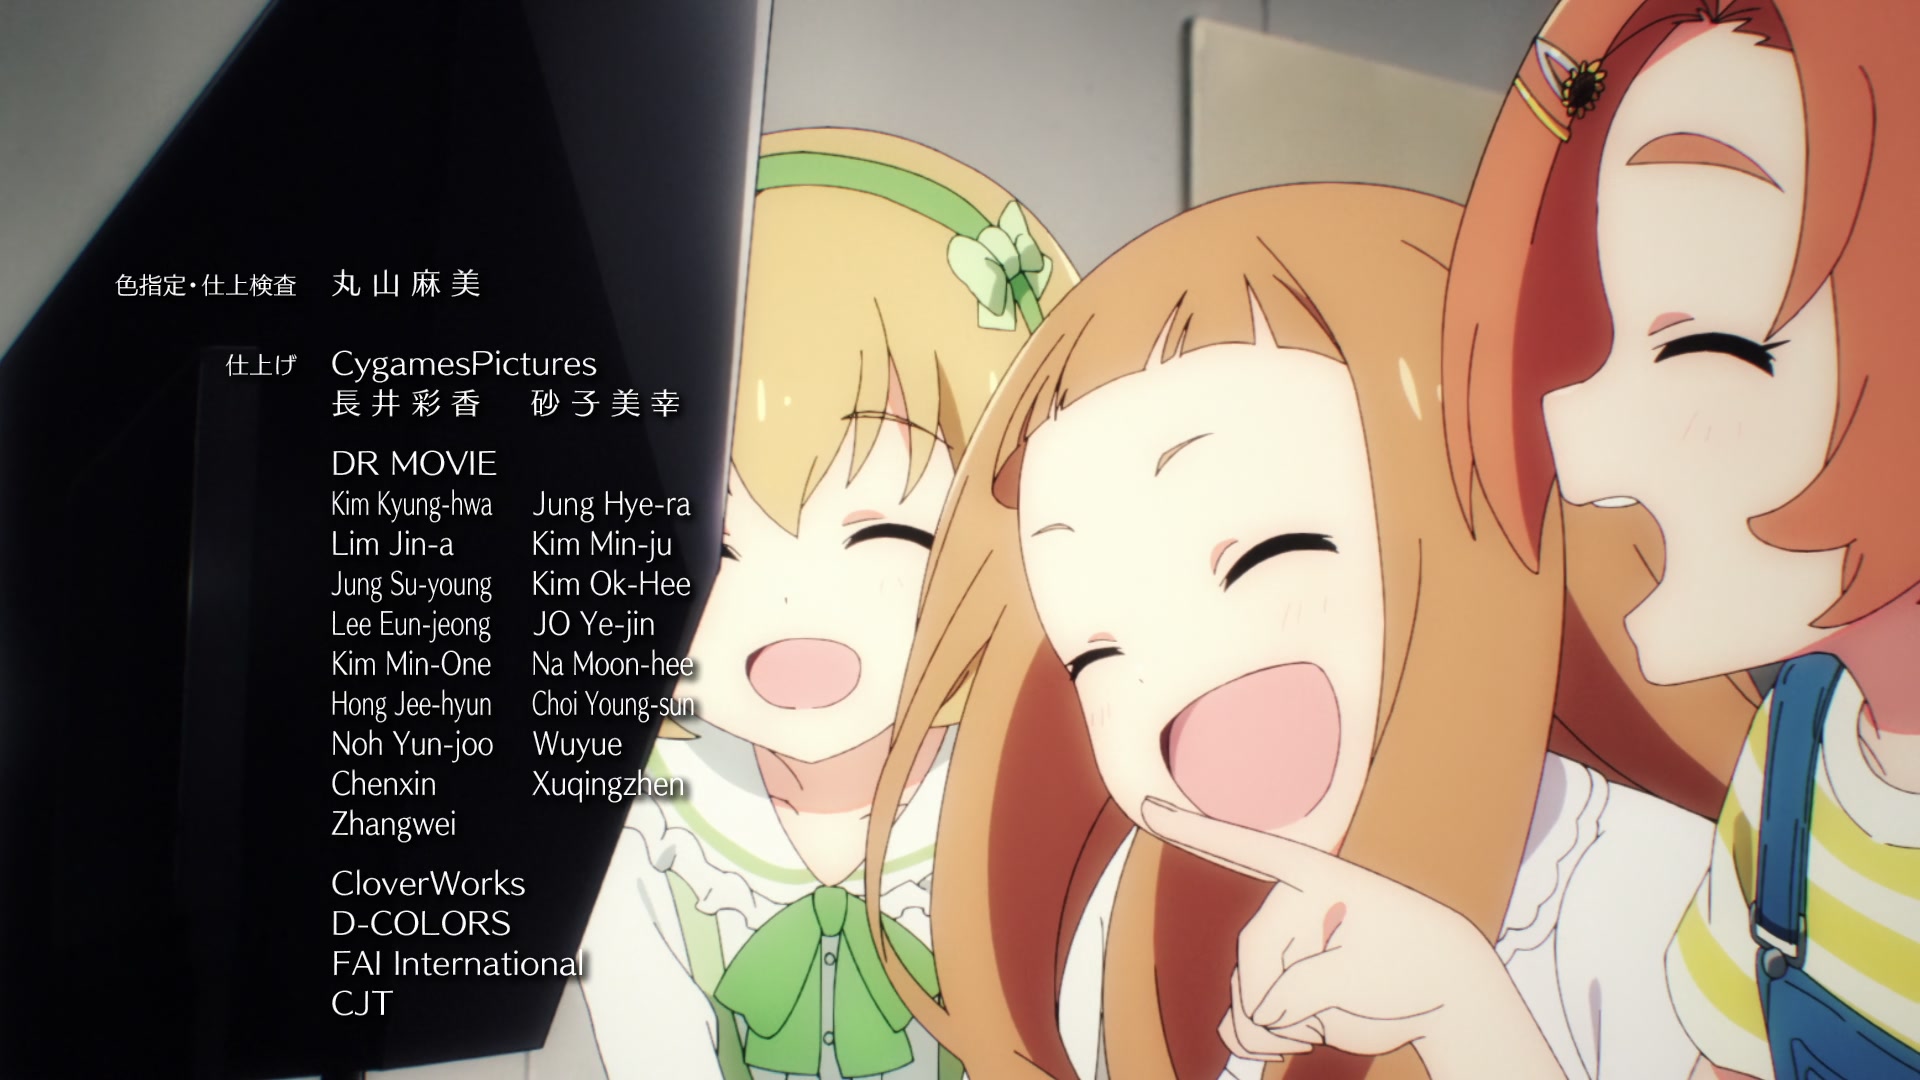 色指定・仕上検査 丸山麻美
仕上げ CygamesPictures
長井彩香 砂子美幸
DR MOVIE
Kim Kyung-hwa Jung Hye-ra
Lim Jin-a Kim Min-ju
Jung Su-young Kim Ok-Hee
Lee Eun-jeong JO Ye-jin
Kim Min-One Na Moon-hee
Hong Jee-hyun Choi Young-sun
Noh Yun-joo Wuyue
Chenxin Xuqingzhen
Zhangwei
CloverWorks
D-COLORS
FAI International
CJT